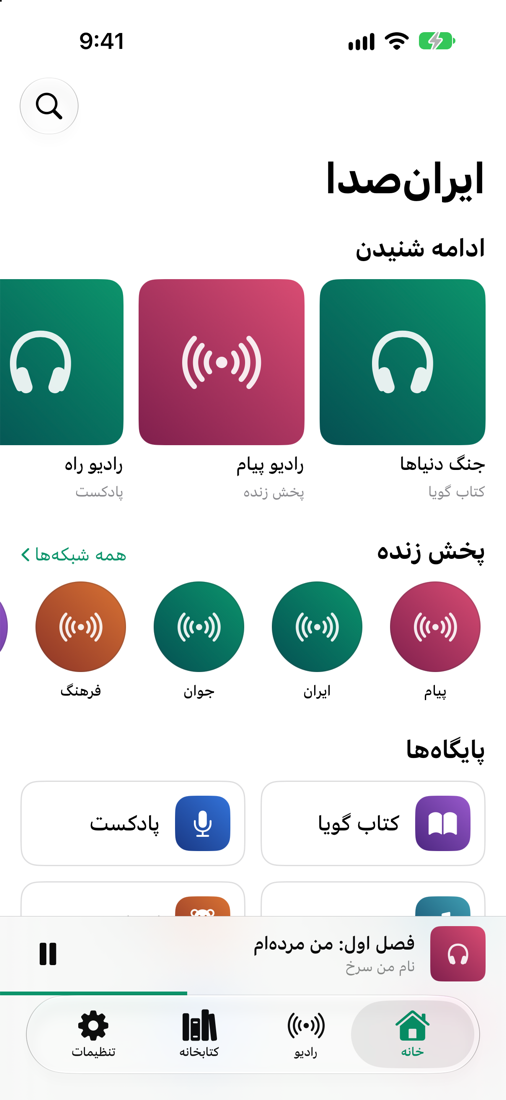 9:41
ایران‌صدا
ادامه شنیدن
جنگ دنیاها
کتاب گویا
رادیو پیام
پخش زنده
رادیو راه
پادکست
پخش زنده
همه شبکه‌ها
پیام
ایران
جوان
فرهنگ
پایگاه‌ها
کتاب گویا
پادکست
فصل اول: من مرده‌ام
نام من سرخ
خانه
رادیو
کتابخانه
تنظیمات